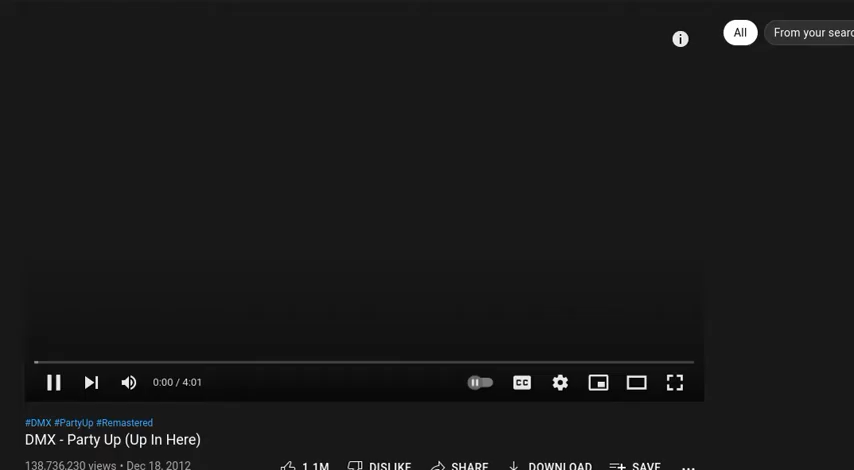 All
From your searc
0:00 / 4:01
CC
#DMX #PartyUp #Remastered
DMX - Party Up (Up In Here)
138,736,230 views • Dec 18, 2012
1.1M
DISLIKE
SHARE
DOWNLOAD
SAVE